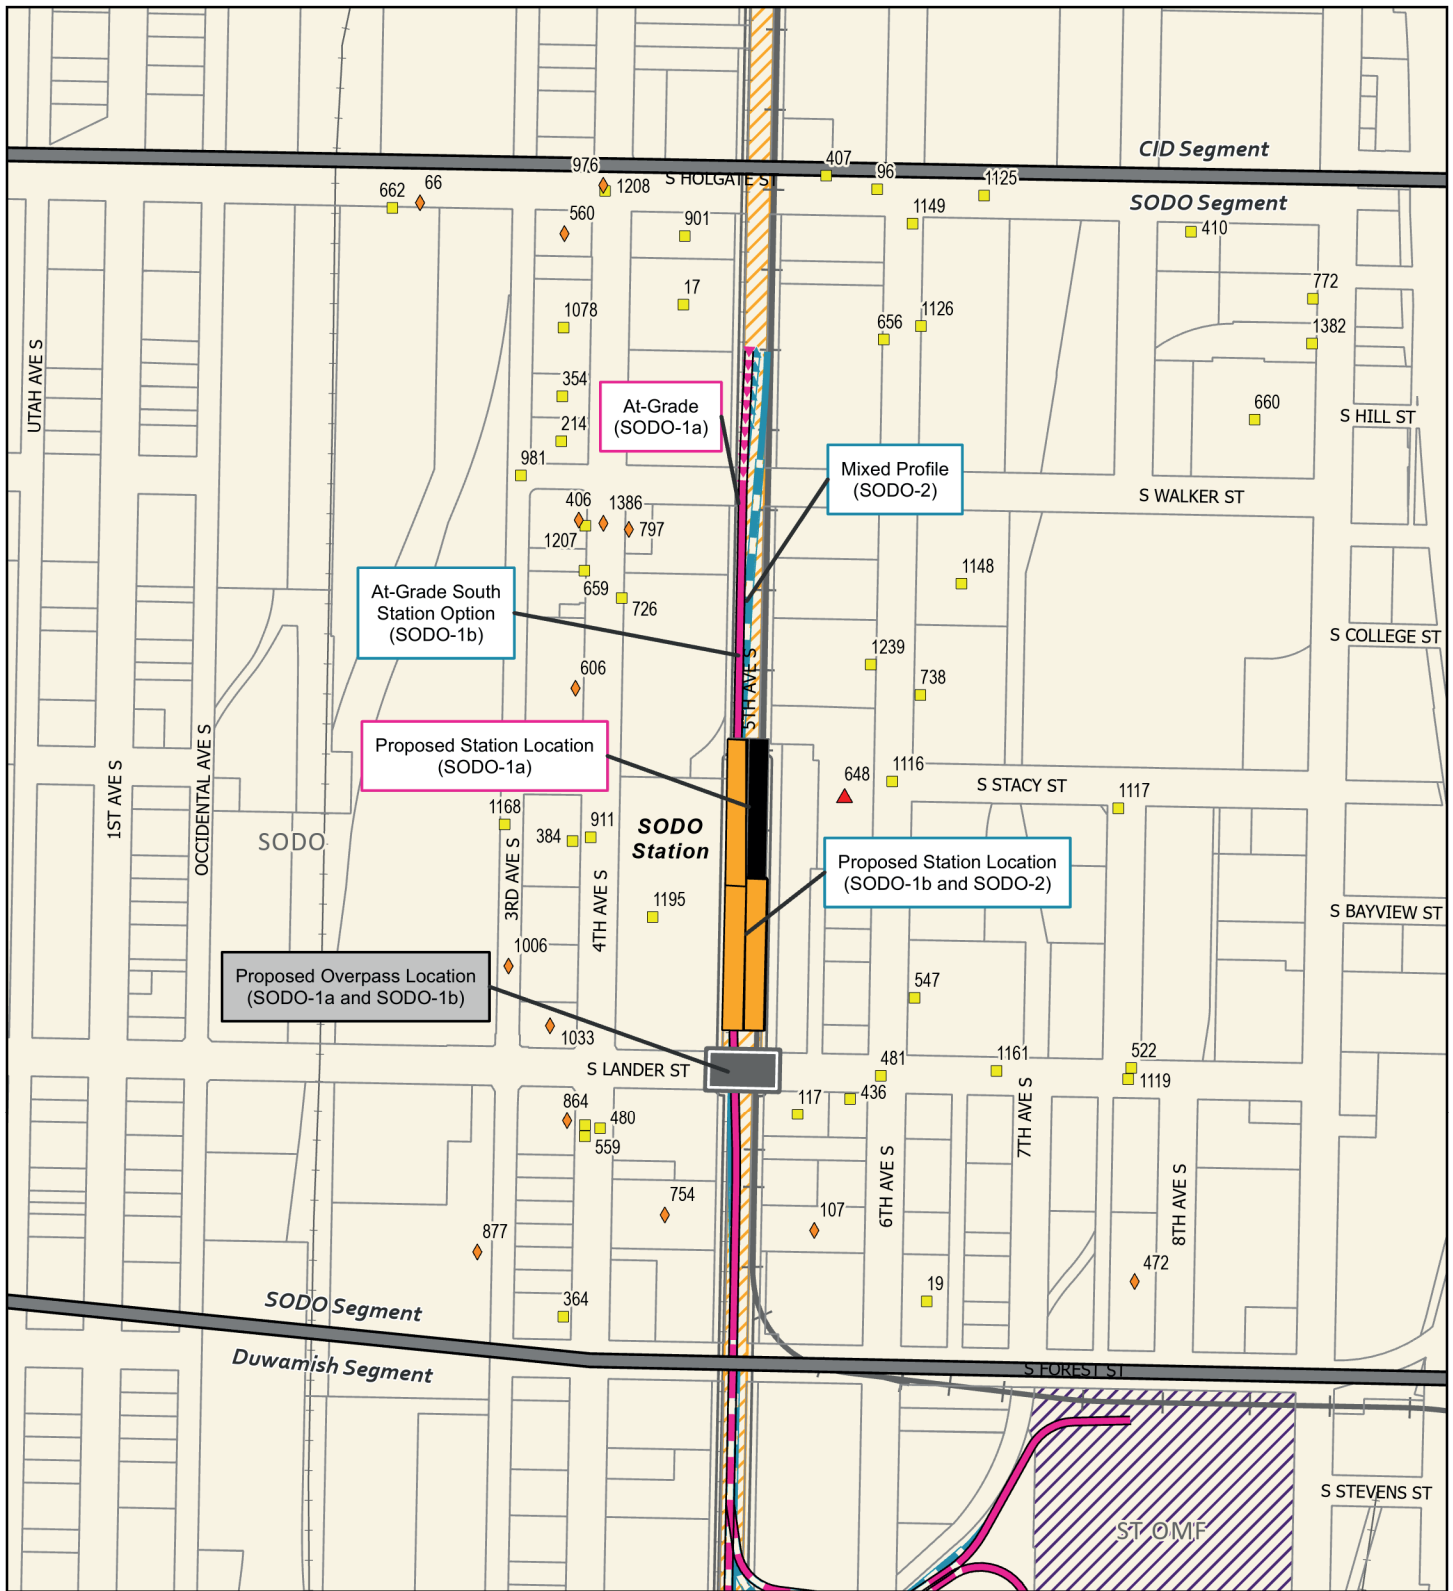 CID Segment
976
407
S HOLGATE ST
96
1125
662
66
1208
SODO Segment
560
901
1149
410
17
772
1078
656
1126
1382
UTAH AVE S
354
At-Grade
(SODO-1a)
660
S HILL ST
214
981
Mixed Profile
(SODO-2)
S WALKER ST
406
1386
797
1207
At-Grade South
Station Option
(SODO-1b)
659
726
1148
S COLLEGE ST
1239
606
738
5TH AVE S
Proposed Station Location
(SODO-1a)
648
1116
S STACY ST
1117
1ST AVE S
OCCIDENTAL AVE S
SODO
1168
384
911
SODO
Station
3RD AVE S
4TH AVE S
Proposed Station Location
(SODO-1b and SODO-2)
1195
S BAYVIEW ST
1006
Proposed Overpass Location
(SODO-1a and SODO-1b)
547
1033
S LANDER ST
481
1161
522
1119
864
480
559
117
436
7TH AVE S
6TH AVE S
8TH AVE S
754
107
877
472
19
364
SODO Segment
Duwamish Segment
S FOREST ST
S STEVENS ST
ST OMF